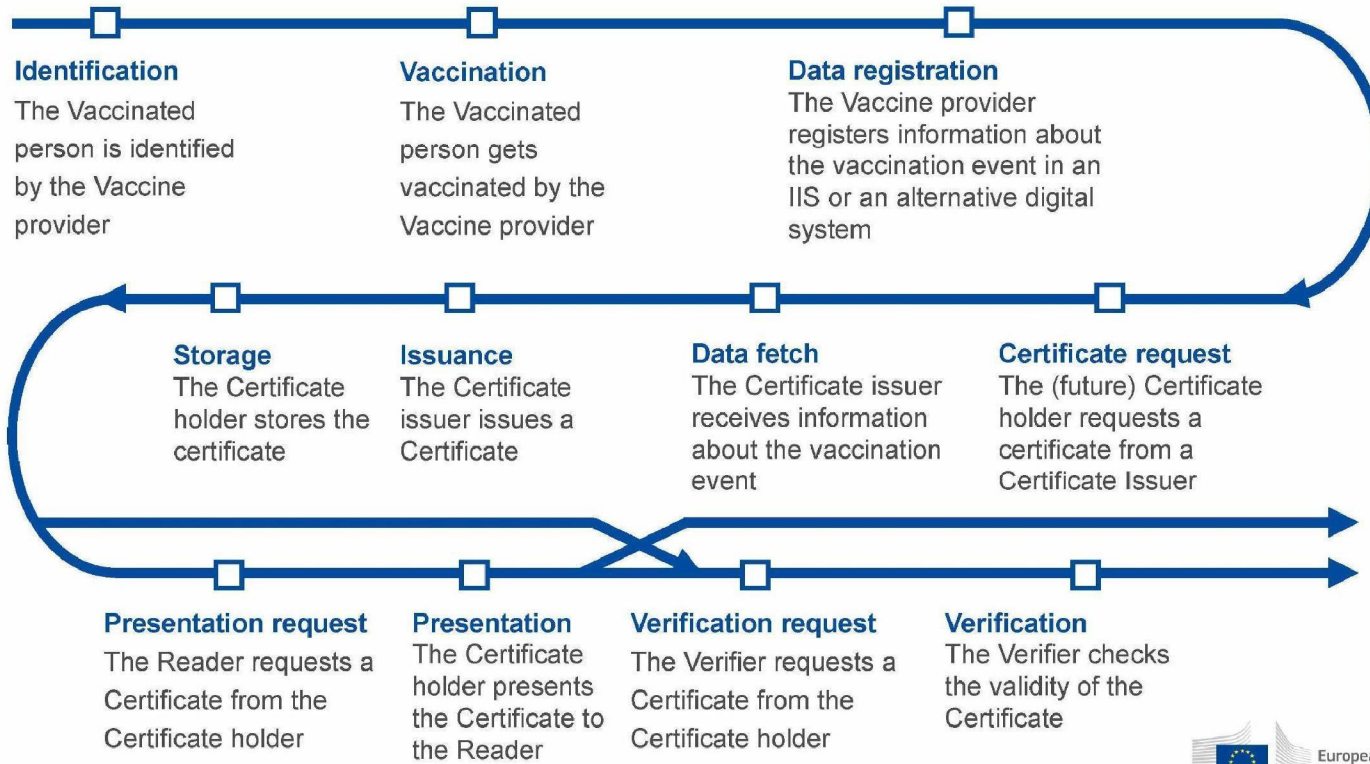 Identification
The Vaccinated
person is identified
by the Vaccine
provider
Vaccination
The Vaccinated
person gets
vaccinated by the
Vaccine provider
Data registration
The Vaccine provider
registers information about
the vaccination event in an
IIS or an alternative digital
system
Storage
The Certificate
holder stores the
certificate
Issuance
The Certificate
issuer issues a
Certificate
Data fetch
The Certificate issuer
receives information
about the vaccination
event
Certificate request
The (future) Certificate
holder requests a
certificate from a
Certificate Issuer
Presentation request
The Reader requests a
Certificate from the
Certificate holder
Presentation
The Certificate
holder presents
the Certificate to
the Reader
Verification request
The Verifier requests a
Certificate from the
Certificate holder
Verification
The Verifier checks
the validity of the
Certificate